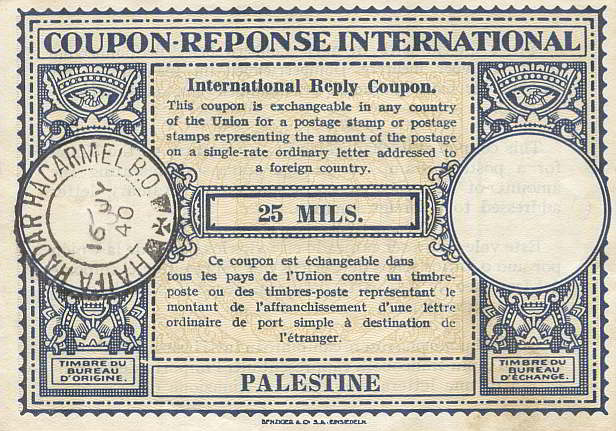 COUPON-REPONSE INTERNATIONAL
International Reply Coupon.
This coupon is exchangeable in any country
of the Union for a postage stamp or postage
stamps representing the amount of the postage
on a single-rate ordinary letter addressed to
a foreign country.
HAIFA HADAR HACARMEL B.O.
16 JY
40
25 MILS.
Ce coupon est échangeable dans
tous les pays de l'Union contre un timbre-
poste ou des timbres-poste représentant le
montant de l'affranchissement d'une lettre
ordinaire de port simple à destination de
l'étranger.
TIMBRE DU
BUREAU
D'ORIGINE.
TIMBRE DU
BUREAU
D'ÉCHANGE.
PALESTINE
BENZIGER & Co S.A. EINSIEDELN.